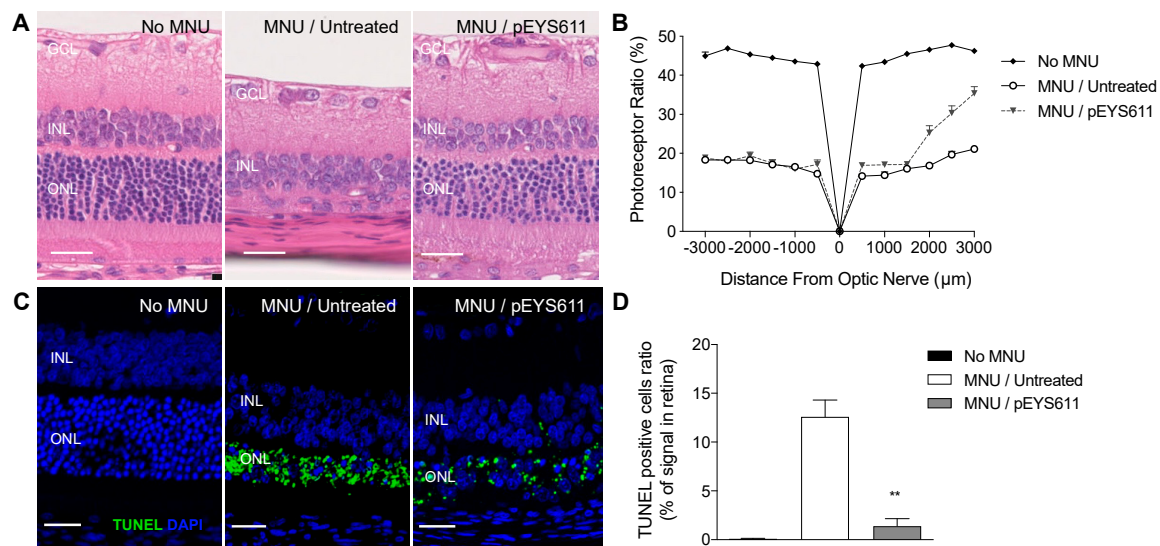 A
No MNU
MNU / Untreated
MNU / pEYS611
GCL
INL
ONL
GCL
INL
GCL
INL
ONL
B
Photoreceptor Ratio (%)
50
40
30
20
10
0
-3000
-2000
-1000
0
1000
2000
3000
Distance From Optic Nerve (µm)
No MNU
MNU / Untreated
MNU / pEYS611
C
No MNU
MNU / Untreated
MNU / pEYS611
INL
ONL
TUNEL DAPI
INL
ONL
INL
ONL
D
TUNEL positive cells ratio
(% of signal in retina)
20
15
10
5
0
**
No MNU
MNU / Untreated
MNU / pEYS611